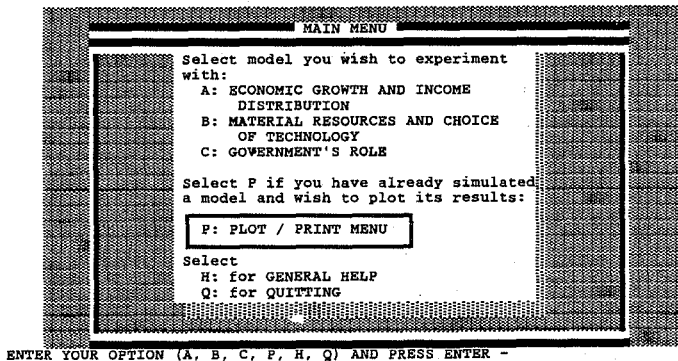 MAIN MENU
Select model you wish to experiment
with:
A: ECONOMIC GROWTH AND INCOME
DISTRIBUTION
B: MATERIAL RESOURCES AND CHOICE
OF TECHNOLOGY
C: GOVERNMENT'S ROLE
Select P if you have already simulated
a model and wish to plot its results:
P: PLOT / PRINT MENU
Select
H: for GENERAL HELP
Q: for QUITTING
ENTER YOUR OPTION (A, B, C, P, H, Q) AND PRESS ENTER -